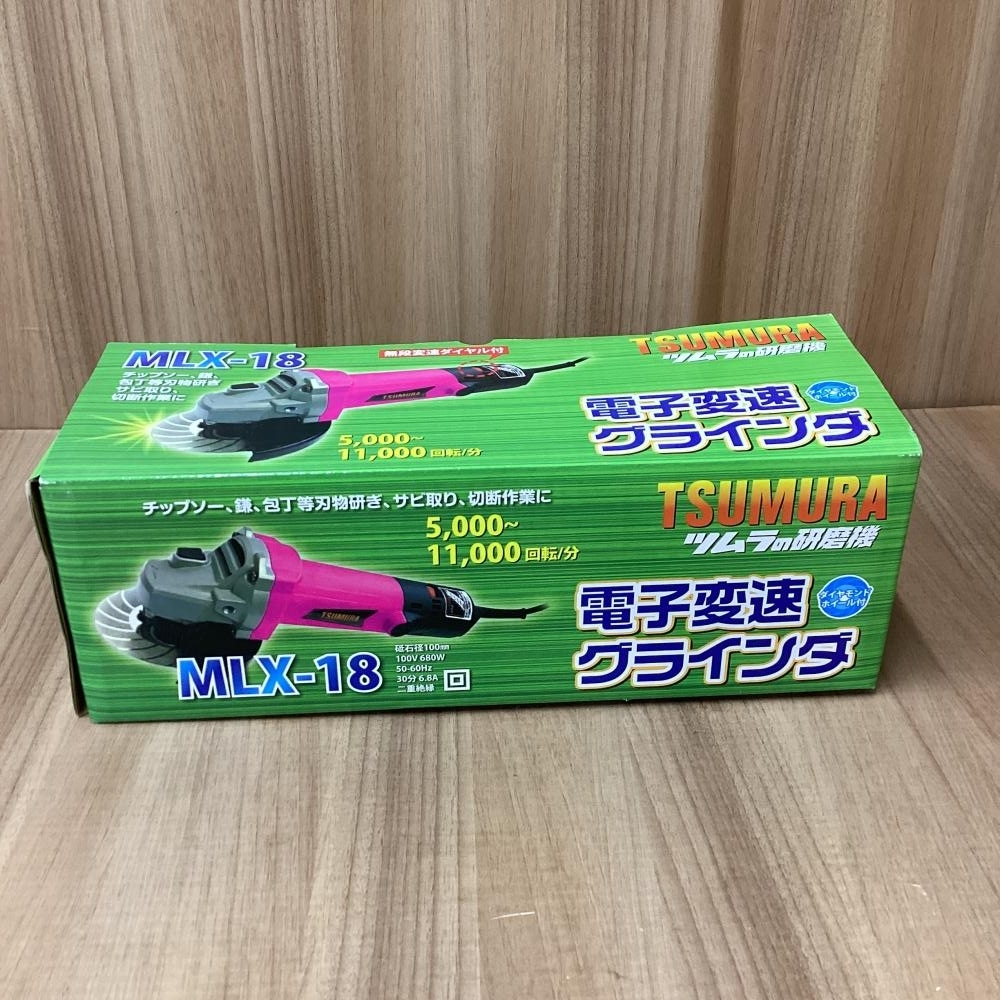 MLX-18
チップソー、鎌、
包丁等刃物研ぎ
サビ取り、
切断作業に
無段変速ダイヤル付
TSUMURA
5,000~
11,000 回転/分
TSUMURA
ツムラの研磨機
電子変速
グラインダ
ダイヤモンド
ホイール付
チップソー、鎌、包丁等刃物研ぎ、サビ取り、切断作業に
5,000~
11,000 回転/分
TSUMURA
MLX-18
砥石径100mm
100V 680W
50-60Hz
30分 6.8A
二重絶縁
TSUMURA
ツムラの研磨機
電子変速
グラインダ
ダイヤモンド
ホイール付